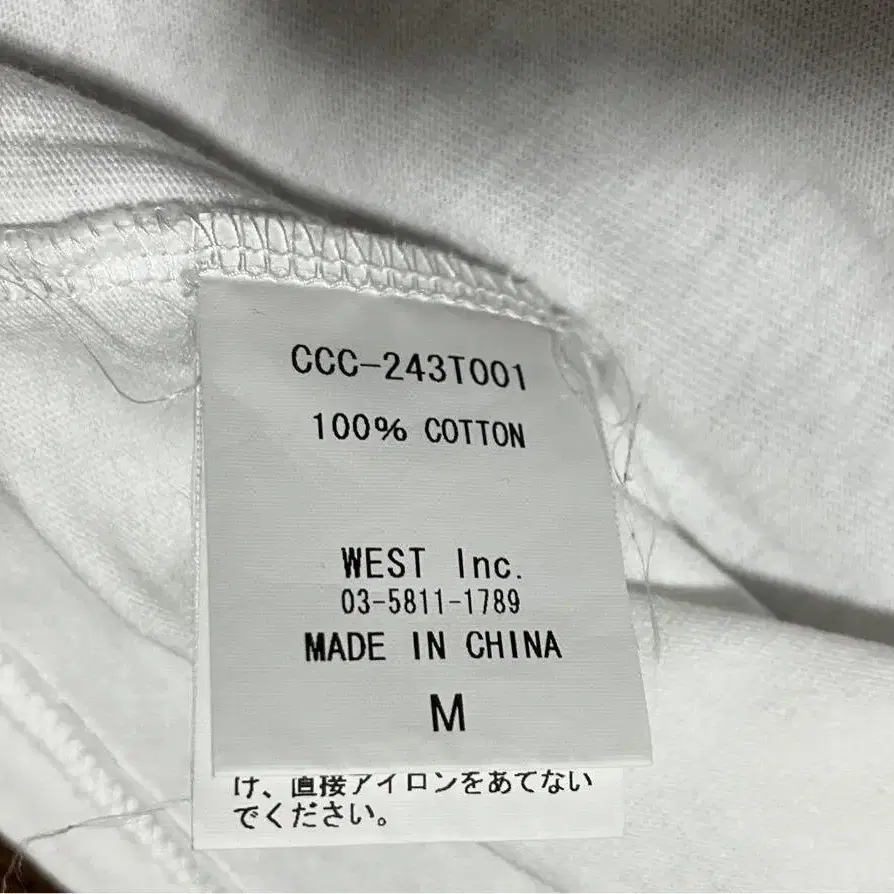 CCC-243T001
100% COTTON
WEST Inc.
03-5811-1789
MADE IN CHINA
M
け、直接アイロンをあてない
でください。